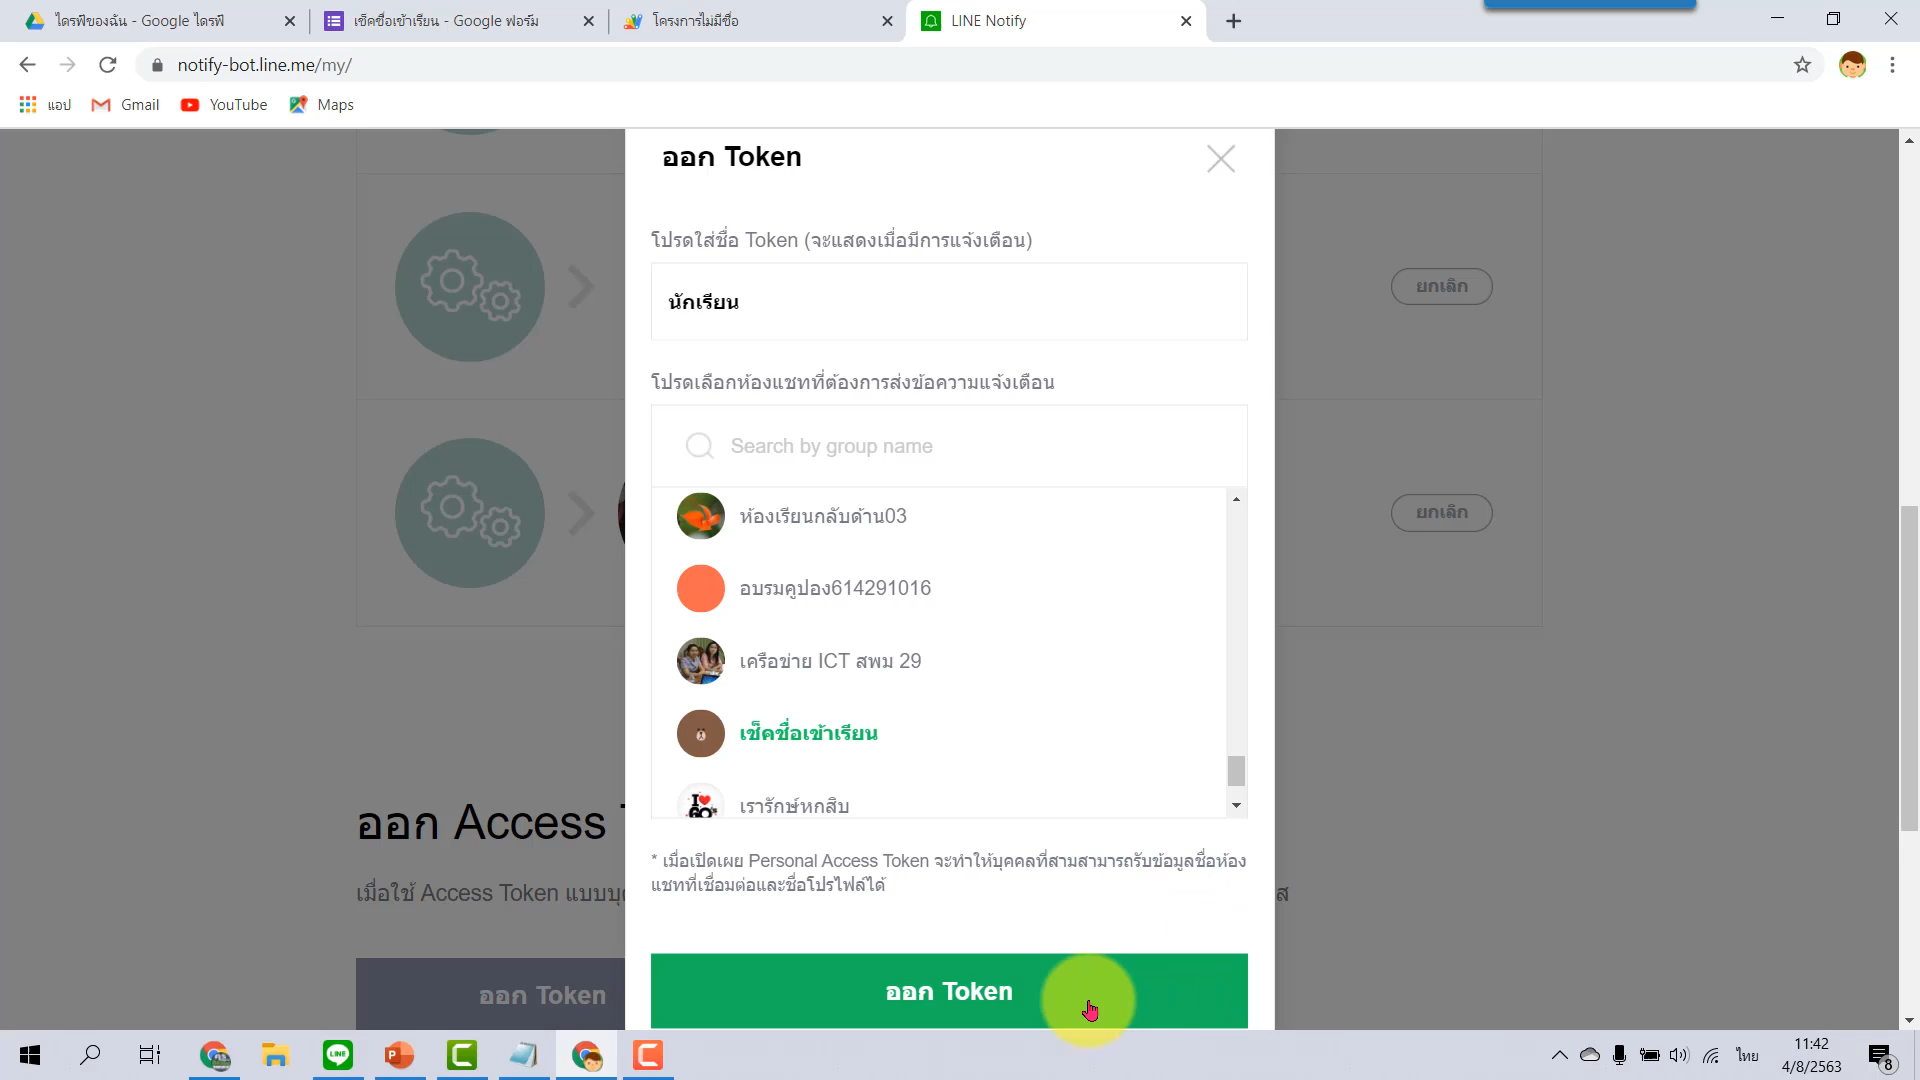 ไดรฟ์ของฉัน - Google ไดรฟ์
เช็คชื่อเข้าเรียน - Google ฟอร์ม
โครงการไม่มีชื่อ
LINE Notify
notify-bot.line.me/my/
แอป
Gmail
YouTube
Maps
ออก Token
โปรดใส่ชื่อ Token (จะแสดงเมื่อมีการแจ้งเตือน)
นักเรียน
ยกเลิก
โปรดเลือกห้องแชทที่ต้องการส่งข้อความแจ้งเตือน
Search by group name
ห้องเรียนกลับด้าน03
ยกเลิก
อบรมคูปอง614291016
เครือข่าย ICT สพม 29
เช็คชื่อเข้าเรียน
I ❤ 60's
เรารักษ์หกสิบ
ออก Access
* เมื่อเปิดเผย Personal Access Token จะทำให้บุคคลที่สามสามารถรับข้อมูลชื่อห้อง
แชทที่เชื่อมต่อและชื่อโปรไฟล์ได้
เมื่อใช้ Access Token แบบ
ออก Token
ออก Token
ไทย
11:42
4/8/2563
8